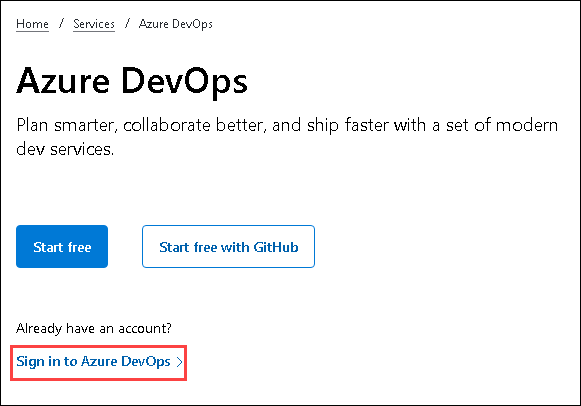 Home / Services / Azure DevOps
Azure DevOps
Plan smarter, collaborate better, and ship faster with a set of modern
dev services.
Start free
Start free with GitHub
Already have an account?
Sign in to Azure DevOps >